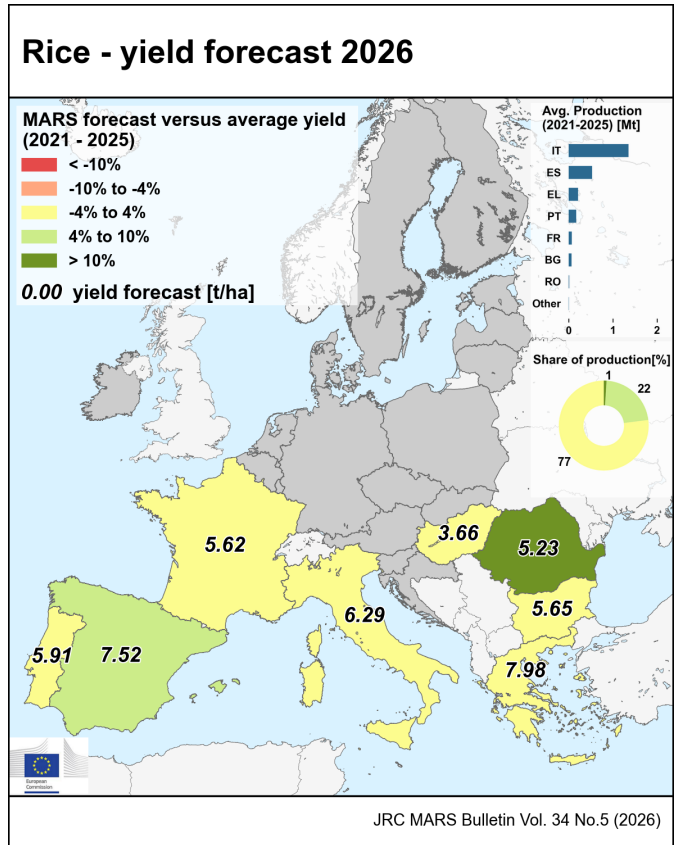 Rice - yield forecast 2026
MARS forecast versus average yield
(2021 - 2025)
< -10%
-10% to -4%
-4% to 4%
4% to 10%
> 10%
0.00 yield forecast [t/ha]
Avg. Production
(2021-2025) [Mt]
IT
ES
EL
PT
FR
BG
RO
Other
0 1 2
Share of production[%]
1
22
77
3.66
5.23
5.62
5.65
6.29
5.91
7.52
7.98
European
Commission
JRC MARS Bulletin Vol. 34 No.5 (2026)